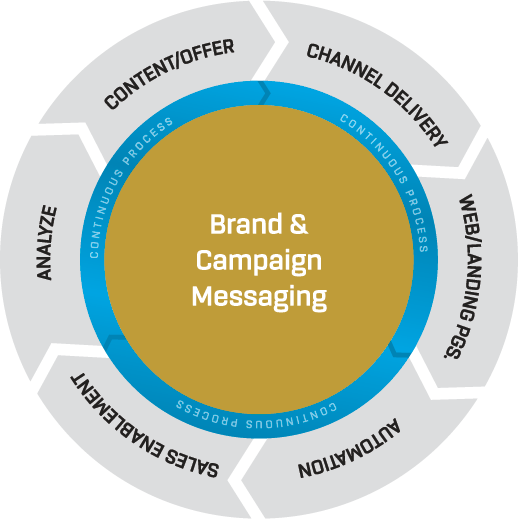 CONTENT/OFFER
CHANNEL DELIVERY
WEB/LANDING PGS.
AUTOMATION
SALES ENABLEMENT
ANALYZE
CONTINUOUS PROCESS
CONTINUOUS PROCESS
CONTINUOUS PROCESS
Brand &
Campaign
Messaging